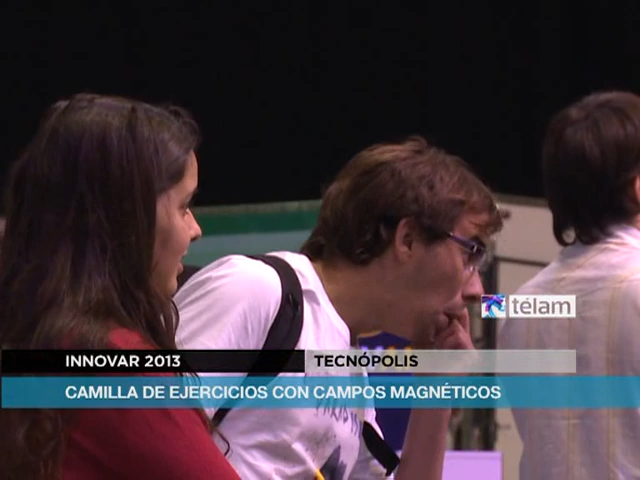 télam
INNOVAR 2013
TECNÓPOLIS
CAMILLA DE EJERCICIOS CON CAMPOS MAGNÉTICOS